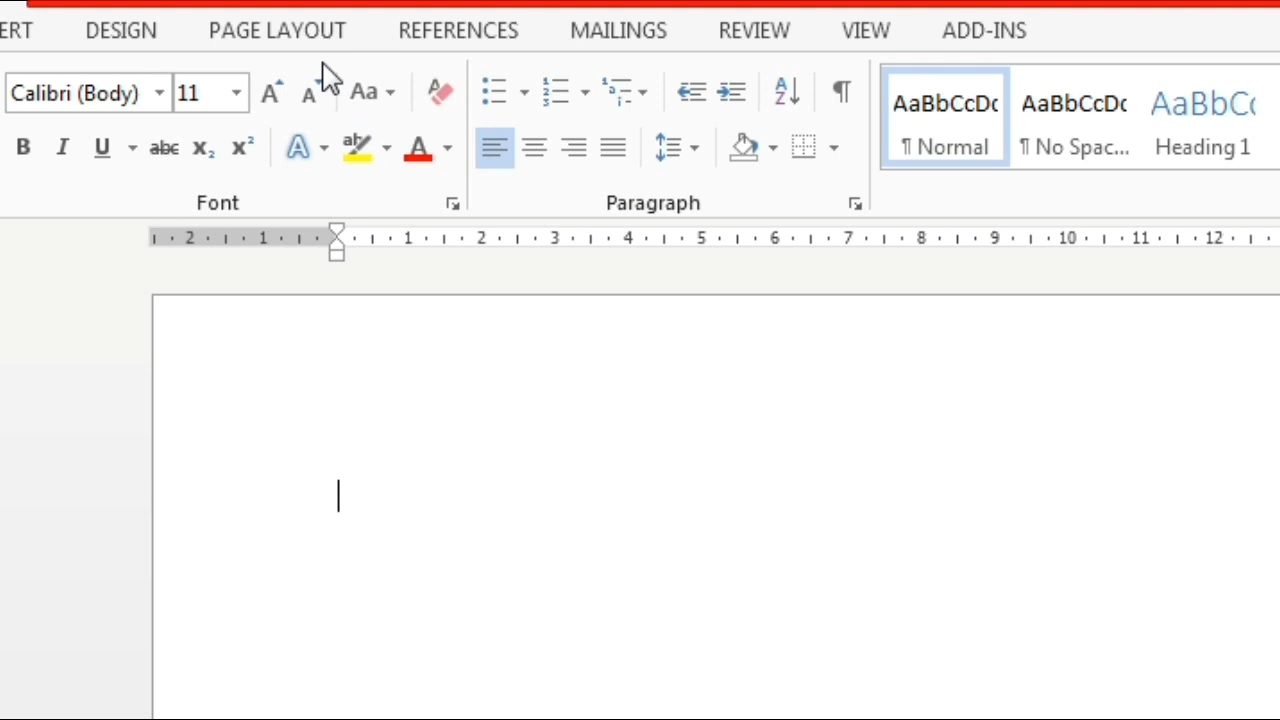 ERT DESIGN PAGE LAYOUT REFERENCES MAILINGS REVIEW VIEW ADD-INS
Calibri (Body) 11 Aa
AaBbCcDc AaBbCcDc AaBbCc
B I U abc x₂ x² A aby A
¶ Normal ¶ No Spac... Heading 1
Font Paragraph
2 1 1 2 3 4 5 6 7 8 9 10 11 12